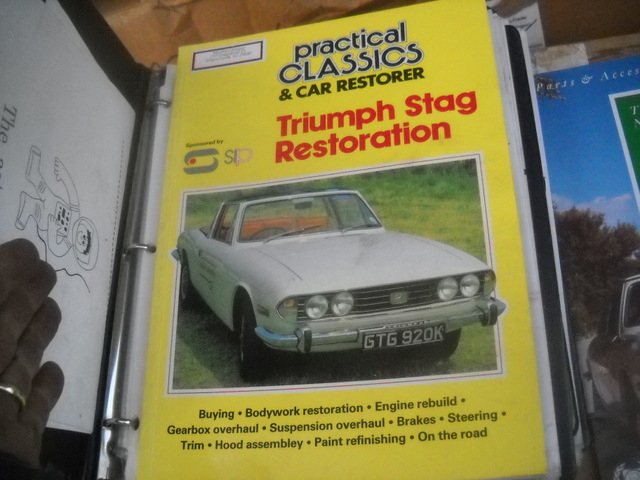 practical
CLASSICS
& CAR RESTORER
Triumph Stag
Restoration
Sponsored by
sip
GTG 920K
Buying • Bodywork restoration • Engine rebuild •
Gearbox overhaul • Suspension overhaul • Brakes • Steering •
Trim • Hood assembley • Paint refinishing • On the road
Parts & Acces
The